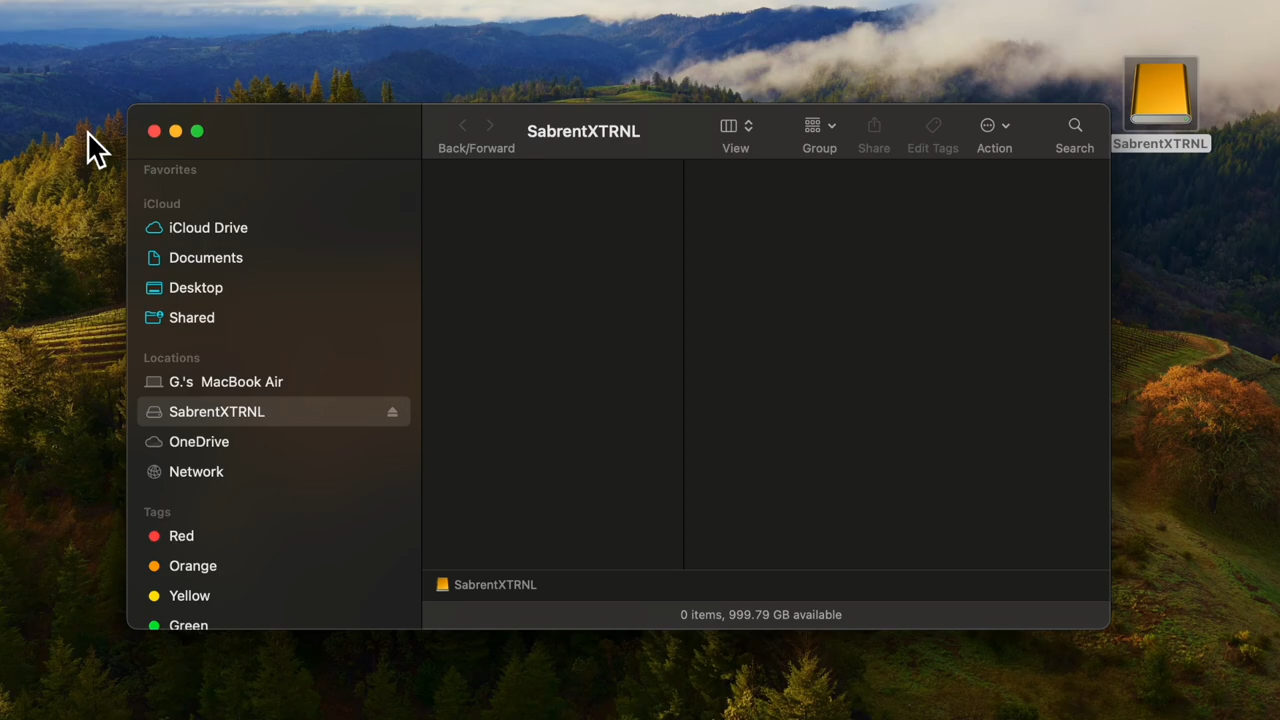 SabrentXTRNL
Back/Forward
View
Group
Share
Edit Tags
Action
Search
SabrentXTRNL
Favorites
iCloud
iCloud Drive
Documents
Desktop
Shared
Locations
G.'s MacBook Air
SabrentXTRNL
OneDrive
Network
Tags
Red
Orange
Yellow
Green
SabrentXTRNL
0 items, 999.79 GB available